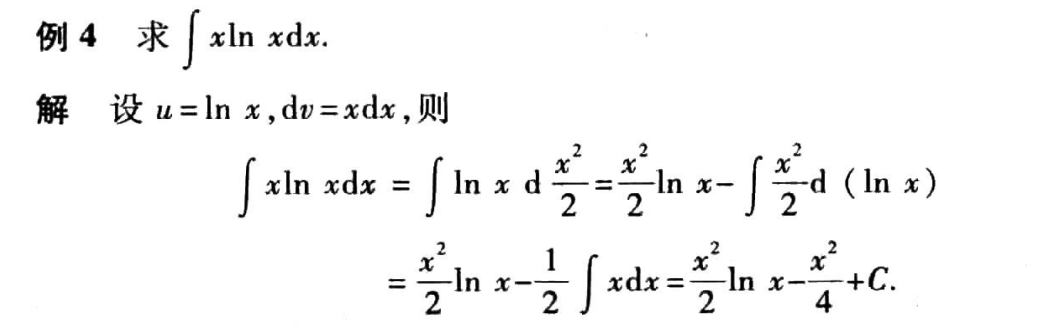 例 4 求 ∫ xln xdx.
解 设 u=ln x,dv=xdx,则
∫ xln xdx = ∫ ln x d x²/2 = x²/2 ln x- ∫ x²/2 d (ln x)
= x²/2 ln x- 1/2 ∫ xdx = x²/2 ln x- x²/4 +C.